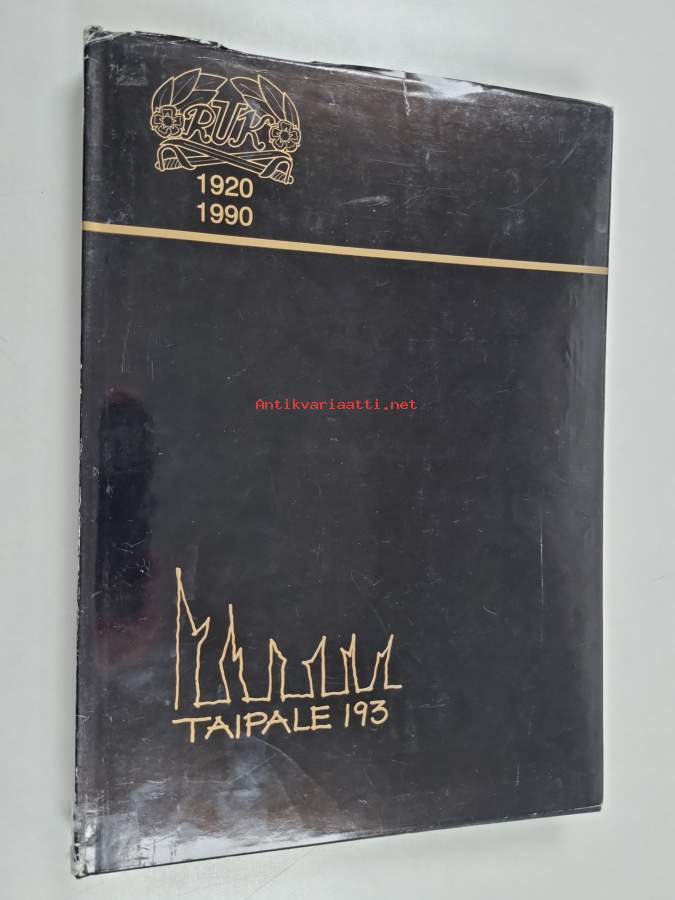 RUK
1920
1990
Antikvariaatti.net
TAIPALE 193